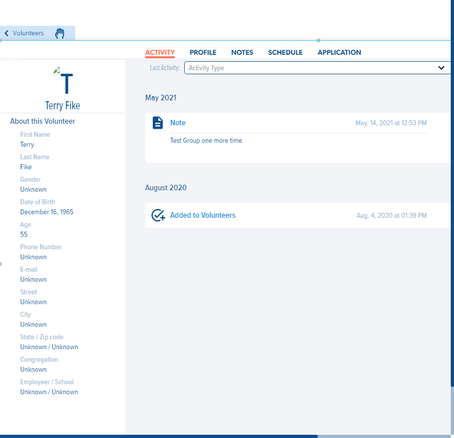 Volunteers
ACTIVITY PROFILE NOTES SCHEDULE APPLICATION
Last Activity: Activity Type
T
Terry Fike
About this Volunteer
First Name
Terry
Last Name
Fike
Gender
Unknown
Date of Birth
December 16, 1965
Age
55
Phone Number
Unknown
E-mail
Unknown
Street
Unknown
City
Unknown
State / Zip code
Unknown / Unknown
Congregation
Unknown
Employer / School
Unknown / Unknown
May 2021
Note May. 14, 2021 at 12:53 PM
Test Group one more time
August 2020
Added to Volunteers Aug. 4, 2020 at 01:39 PM